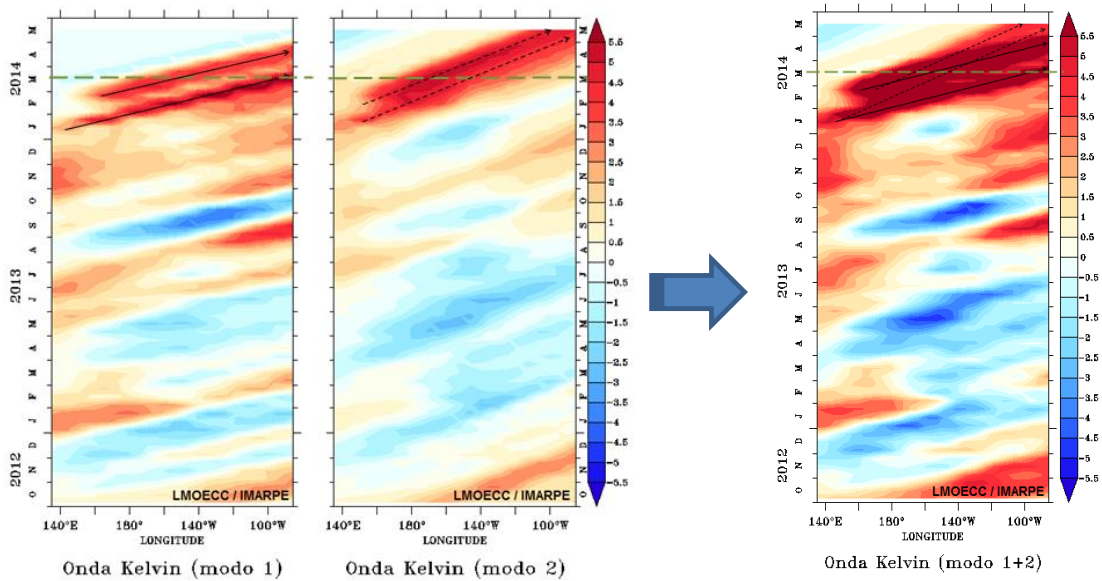 2014
2013
2012
M
A
M
F
J
D
N
O
S
A
J
J
M
A
M
F
J
D
N
O
LMOECC / IMARPE
140°E 180° 140°W 100°W
LONGITUDE
Onda Kelvin (modo 1)
LMOECC / IMARPE
140°E 180° 140°W 100°W
LONGITUDE
Onda Kelvin (modo 2)
M
A
M
F
J
D
N
O
S
A
J
J
M
A
M
F
J
D
N
O
5.5
5
4.5
4
3.5
3
2.5
2
1.5
1
0.5
0
-0.5
-1
-1.5
-2
-2.5
-3
-3.5
-4
-4.5
-5
-5.5
2014
2013
2012
M
A
M
F
J
D
N
O
S
A
J
J
M
A
M
F
J
D
N
O
LMOECC / IMARPE
140°E 180° 140°W 100°W
LONGITUDE
Onda Kelvin (modo 1+2)
5.5
5
4.5
4
3.5
3
2.5
2
1.5
1
0.5
0
-0.5
-1
-1.5
-2
-2.5
-3
-3.5
-4
-4.5
-5
-5.5